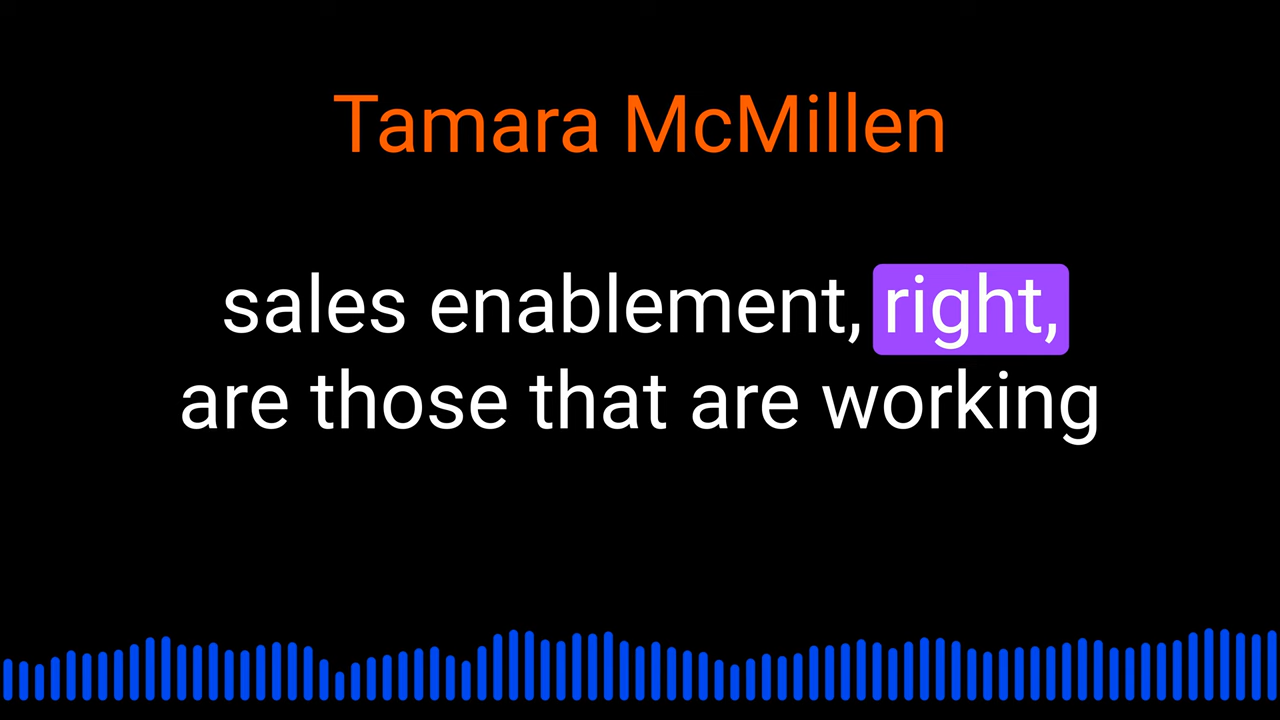 Tamara McMillen
sales enablement, right,
are those that are working